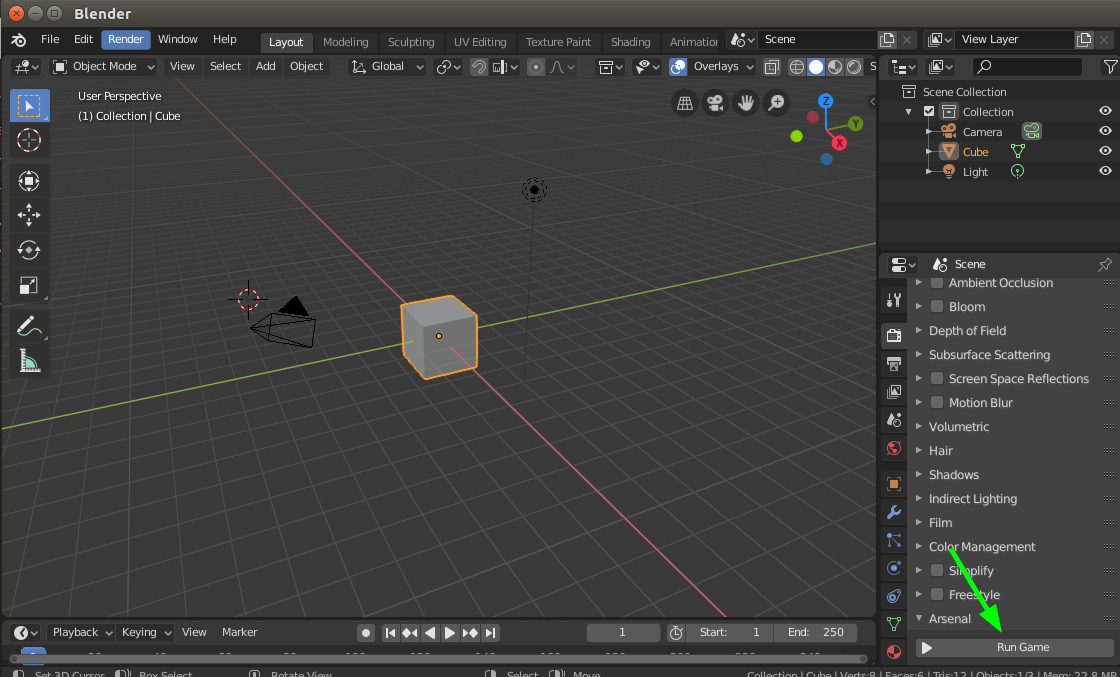 Blender
File Edit Render Window Help Layout Modeling Sculpting UV Editing Texture Paint Shading Scene View Layer
Object Mode View Select Add Object Global Overlays
User Perspective
(1) Collection | Cube
Z
Y
X
Scene Collection
Collection
Camera
Cube
Light
Scene
Ambient Occlusion
Bloom
Depth of Field
Subsurface Scattering
Screen Space Reflections
Motion Blur
Volumetric
Hair
Shadows
Indirect Lighting
Film
Color Management
Simplify
Freestyle
Arsenal
Run Game
Playback Keying View Marker 1 Start: 1 End: 250
Set 3D Cursor Box Select Rotate View Select Move Collection | Cube | Verts:8 | Faces:6 | Tris:12 | Objects:1/3 | Mem: 22.8 MB